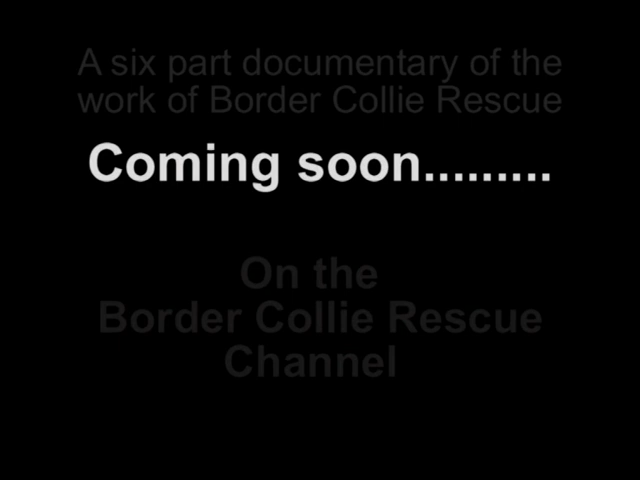 A six part documentary of the
work of Border Collie Rescue
Coming soon.........
On the
Border Collie Rescue
Channel